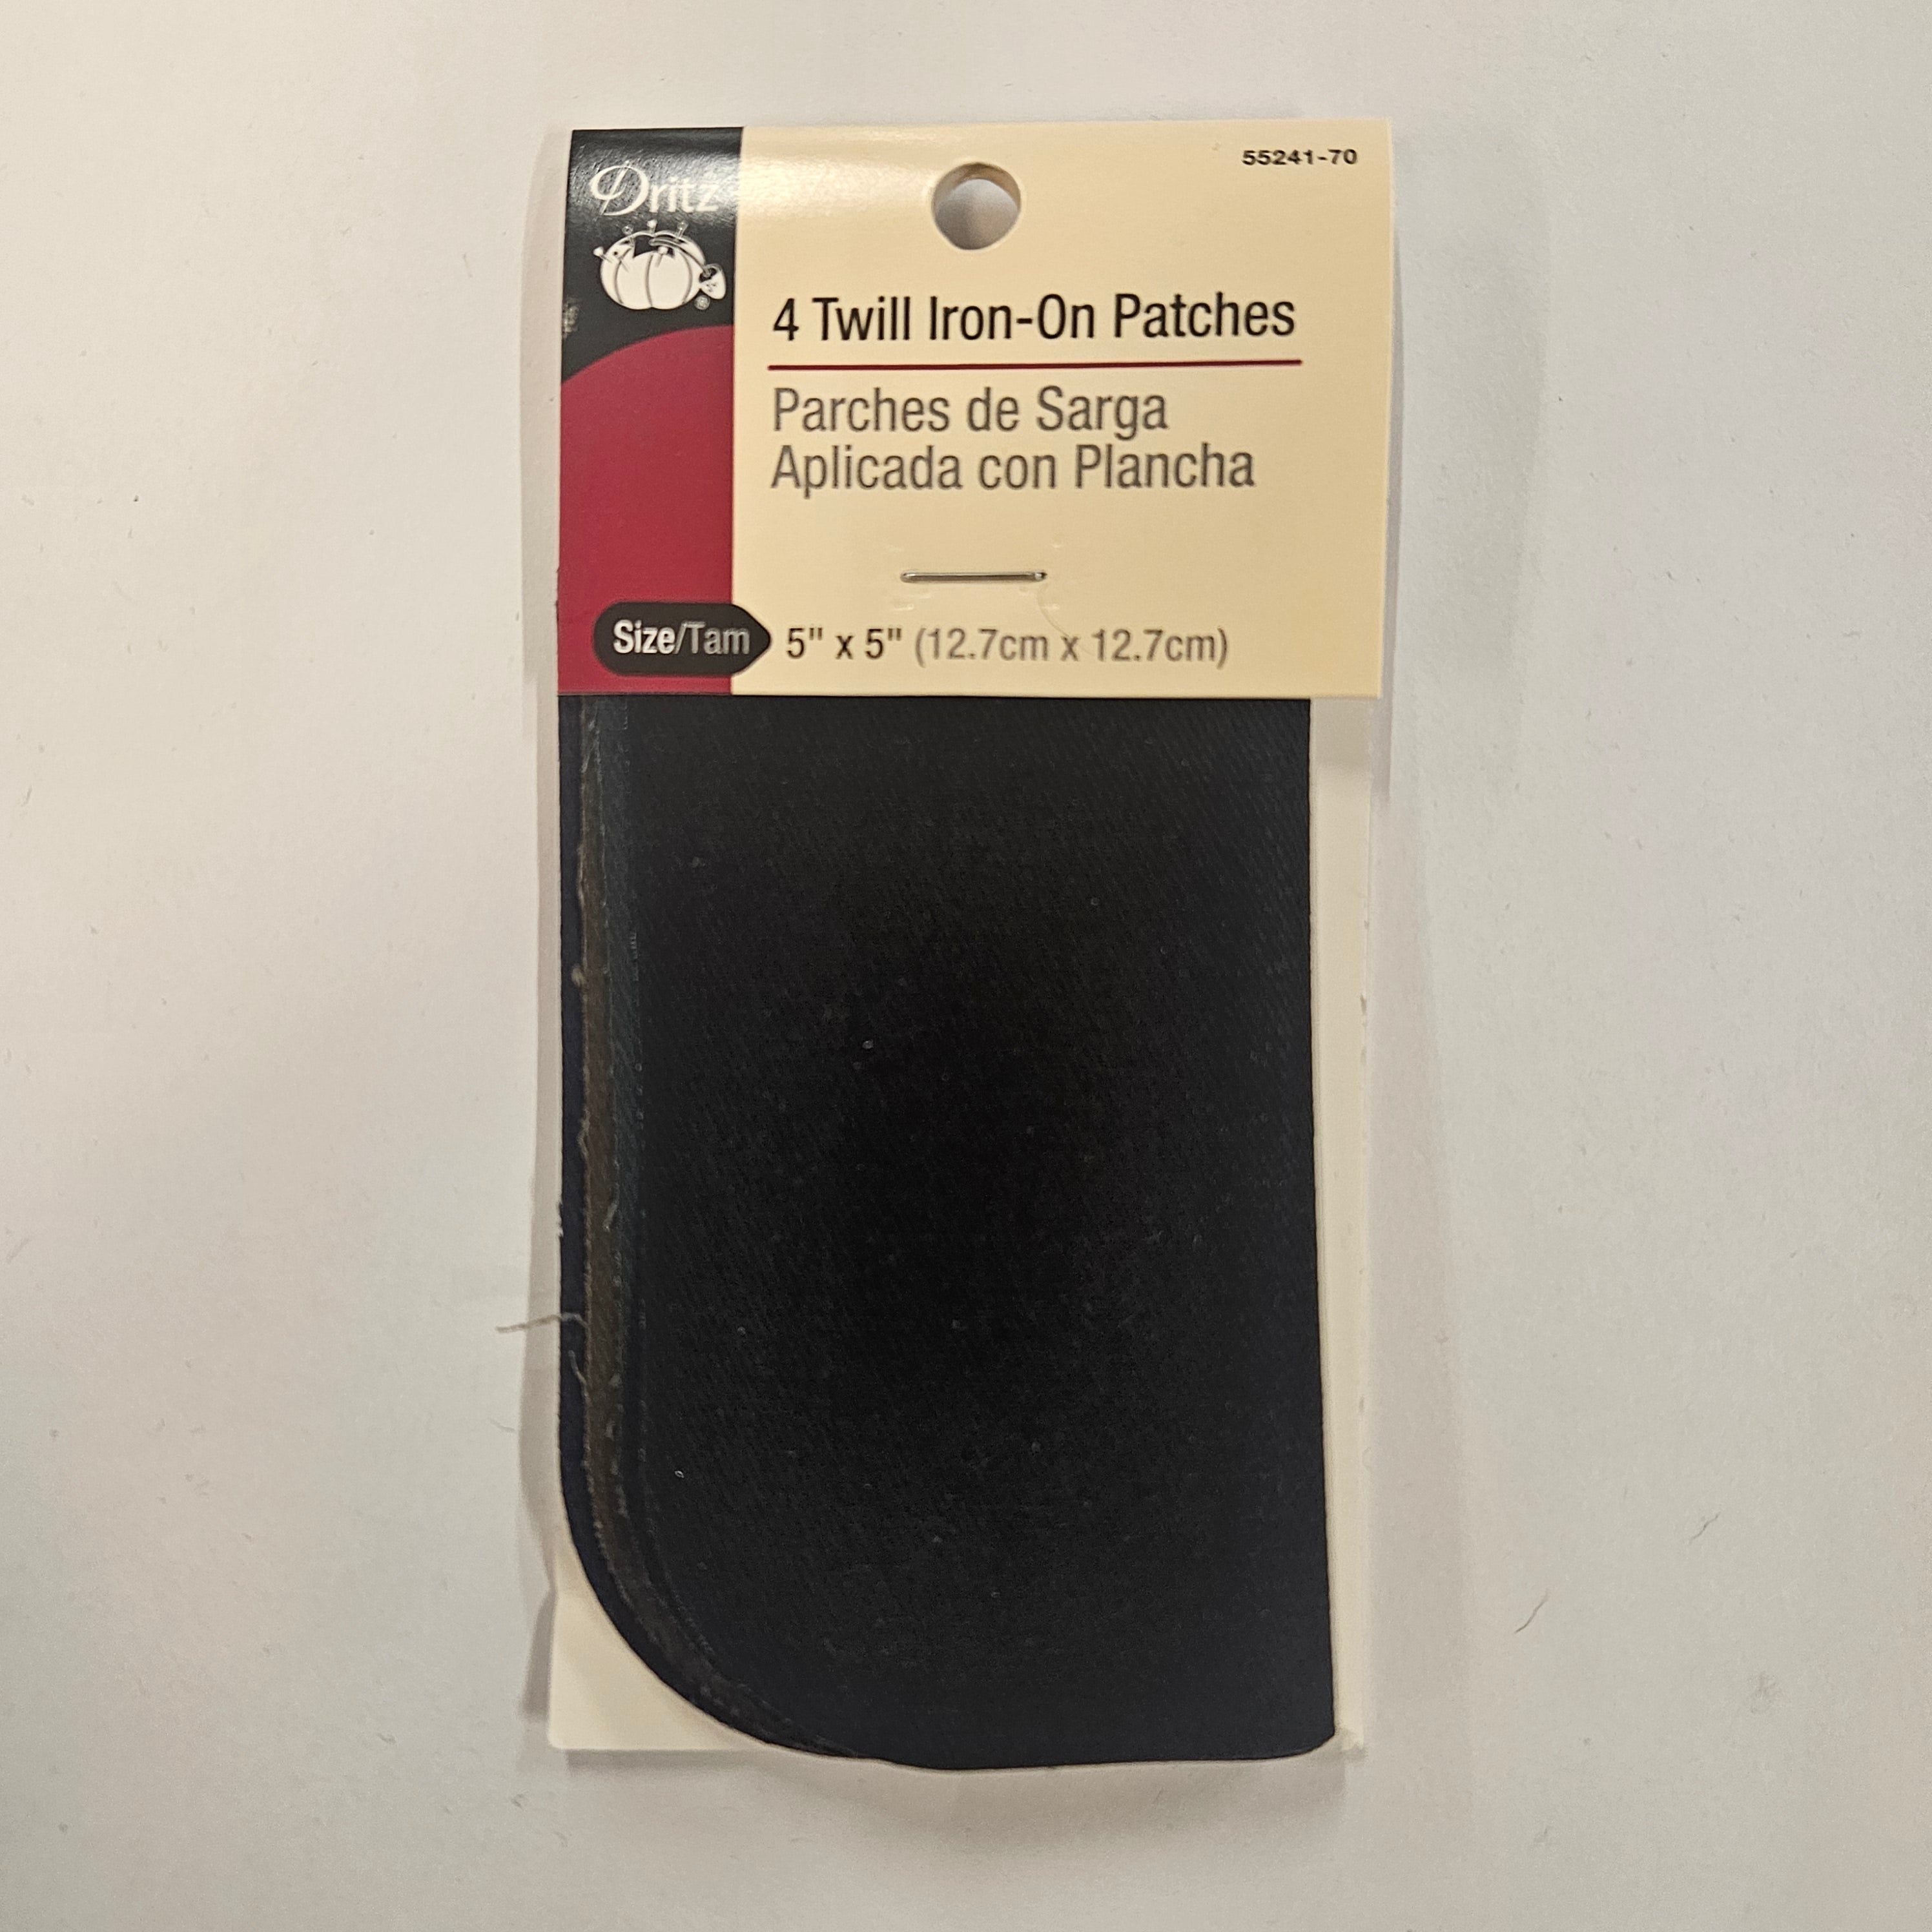 55241-70
Dritz
®
4 Twill Iron-On Patches
Parches de Sarga
Aplicada con Plancha
Size/Tam 5" x 5" (12.7cm x 12.7cm)